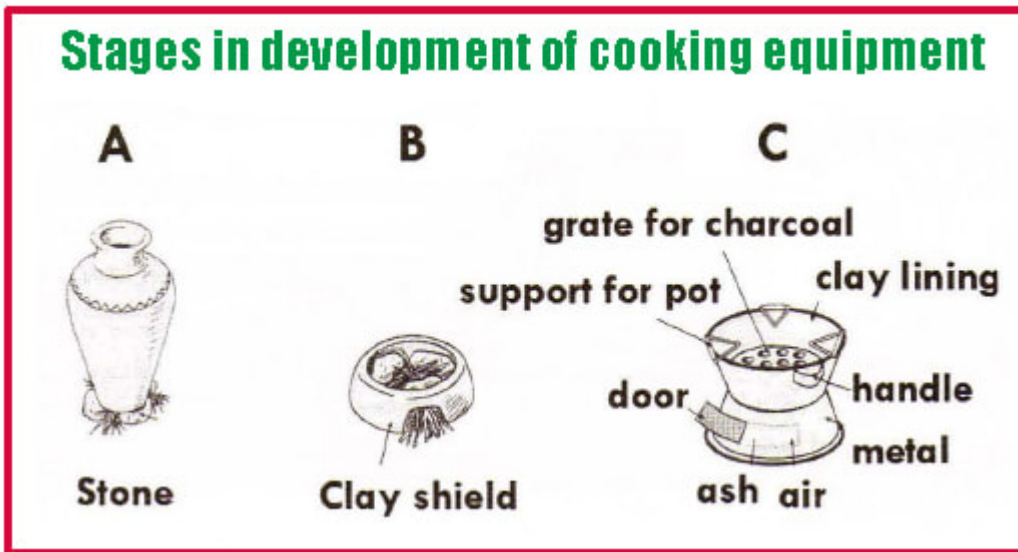 Stages in development of cooking equipment
A
B
C
grate for charcoal
support for pot
clay lining
door
handle
metal
Stone
Clay shield
ash
air